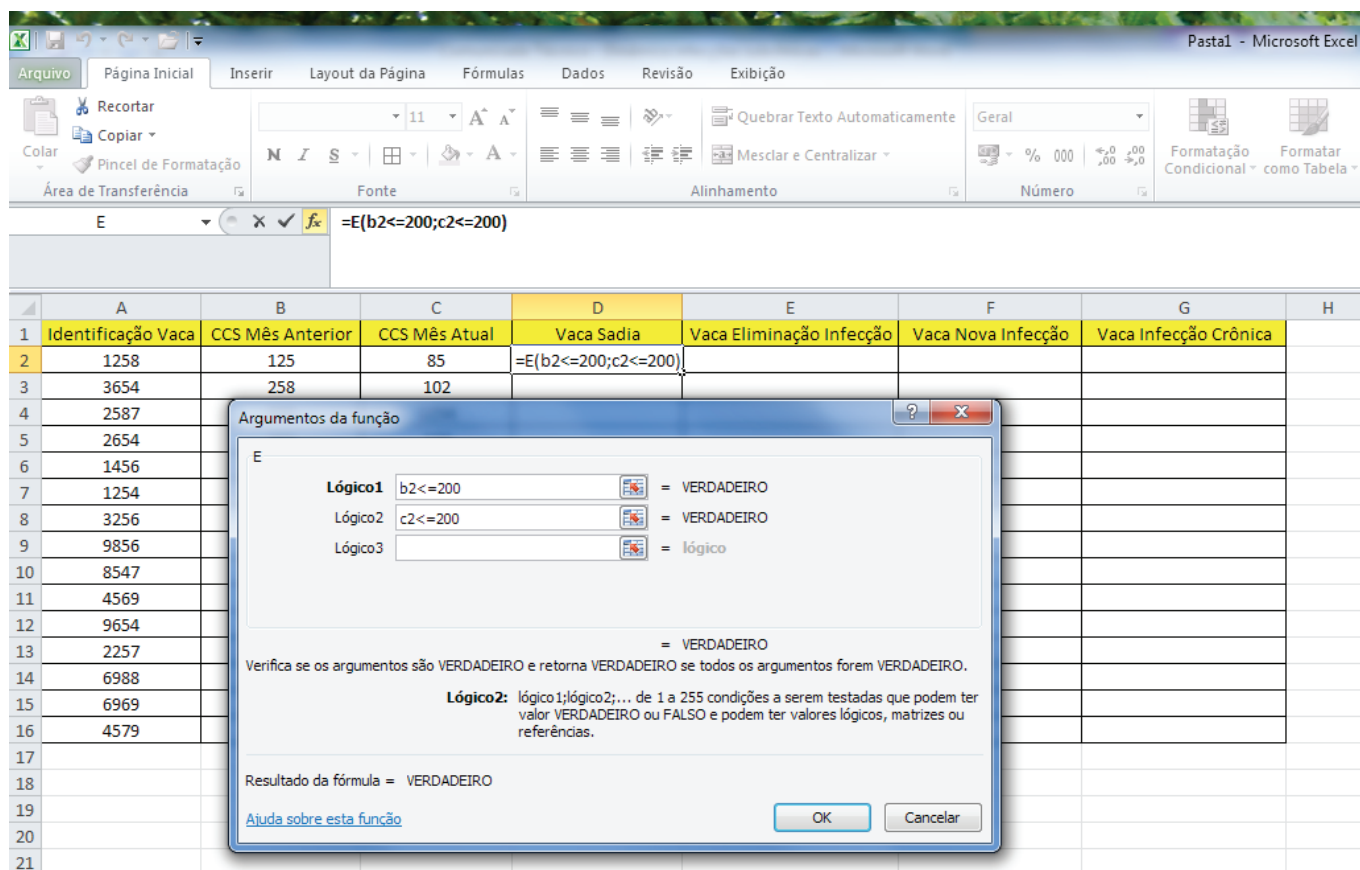 Pasta1 - Microsoft Excel
Arquivo Página Inicial Inserir Layout da Página Fórmulas Dados Revisão Exibição
Colar
Recortar
Copiar
Pincel de Formatação
Área de Transferência
11 A A
N I S A
Fonte
Quebrar Texto Automaticamente
Mesclar e Centralizar
Alinhamento
Geral
% 000 ,00 ,00
Número
Formatação Condicional
Formatar como Tabela
E fx =E(b2<=200;c2<=200)
A B C D E F G H
1 Identificação Vaca CCS Mês Anterior CCS Mês Atual Vaca Sadia Vaca Eliminação Infecção Vaca Nova Infecção Vaca Infecção Crônica
2 1258 125 85 =E(b2<=200;c2<=200)
3 3654 258 102
4 2587
5 2654
6 1456
7 1254
8 3256
9 9856
10 8547
11 4569
12 9654
13 2257
14 6988
15 6969
16 4579
17
18
19
20
21
Argumentos da função
E
Lógico1 b2<=200 = VERDADEIRO
Lógico2 c2<=200 = VERDADEIRO
Lógico3 = lógico
= VERDADEIRO
Verifica se os argumentos são VERDADEIRO e retorna VERDADEIRO se todos os argumentos forem VERDADEIRO.
Lógico2: lógico1;lógico2;... de 1 a 255 condições a serem testadas que podem ter
valor VERDADEIRO ou FALSO e podem ter valores lógicos, matrizes ou
referências.
Resultado da fórmula = VERDADEIRO
Ajuda sobre esta função
OK Cancelar